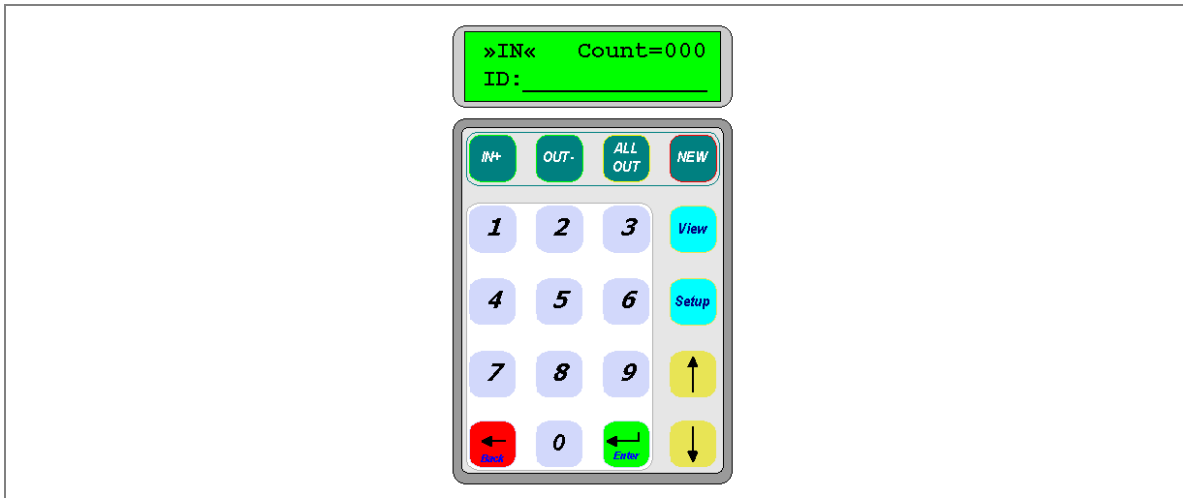 »IN« Count=000
ID:
IN+ OUT- ALL OUT NEW
1 2 3 View
4 5 6 Setup
7 8 9
Back 0 Enter